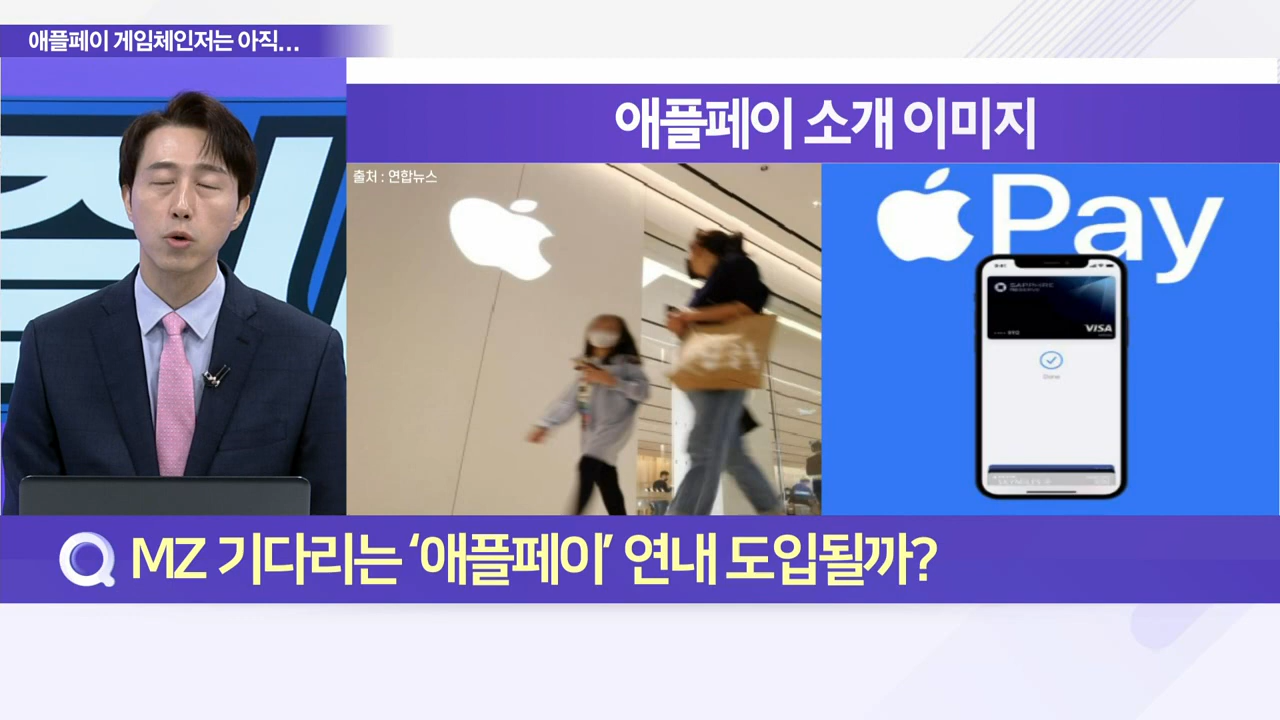 애플페이 게임체인저는 아직...
애플페이 소개 이미지
출처 : 연합뉴스
Pay
SAPPHIRE
VISA
Done
MZ 기다리는 ‘애플페이’ 연내 도입될까?